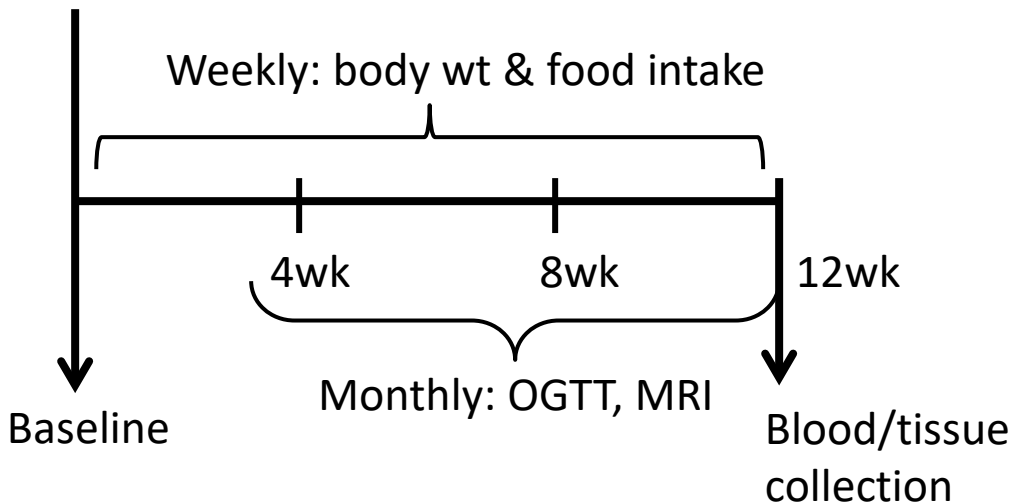 Weekly: body wt & food intake
4wk
8wk
12wk
Monthly: OGTT, MRI
Baseline
Blood/tissue
collection